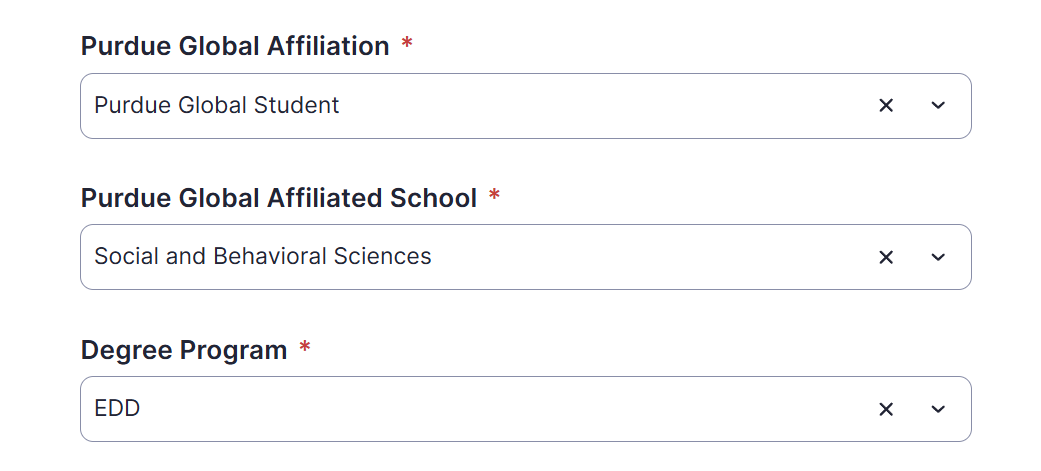 Purdue Global Affiliation *
Purdue Global Student
Purdue Global Affiliated School *
Social and Behavioral Sciences
Degree Program *
EDD